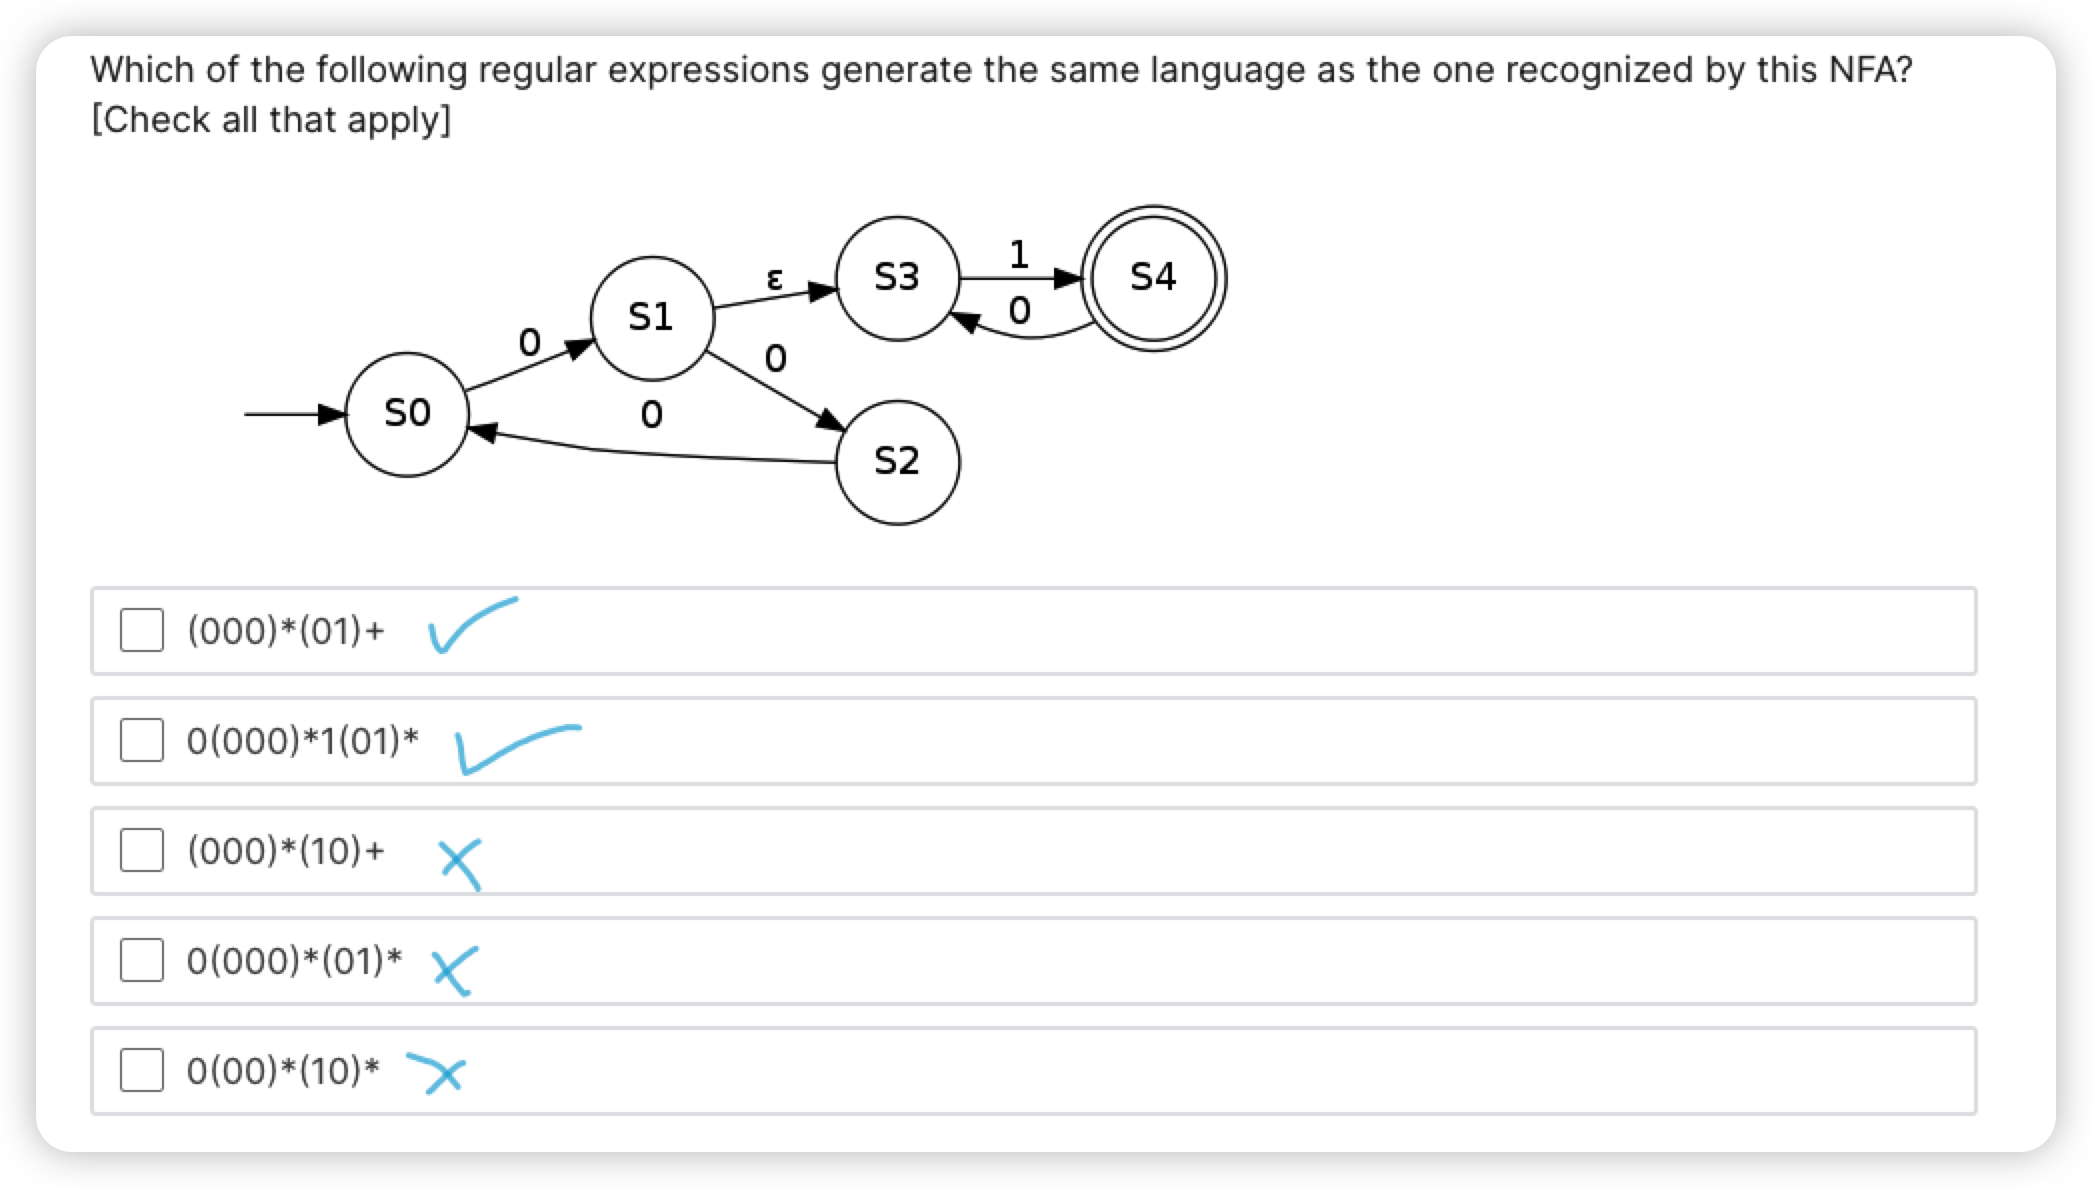 Which of the following regular expressions generate the same language as the one recognized by this NFA?
[Check all that apply]
S3
1
S4
ε
S1
0
0
0
S0
0
S2
(000)*(01)+
0(000)*1(01)*
(000)*(10)+
0(000)*(01)*
0(00)*(10)*